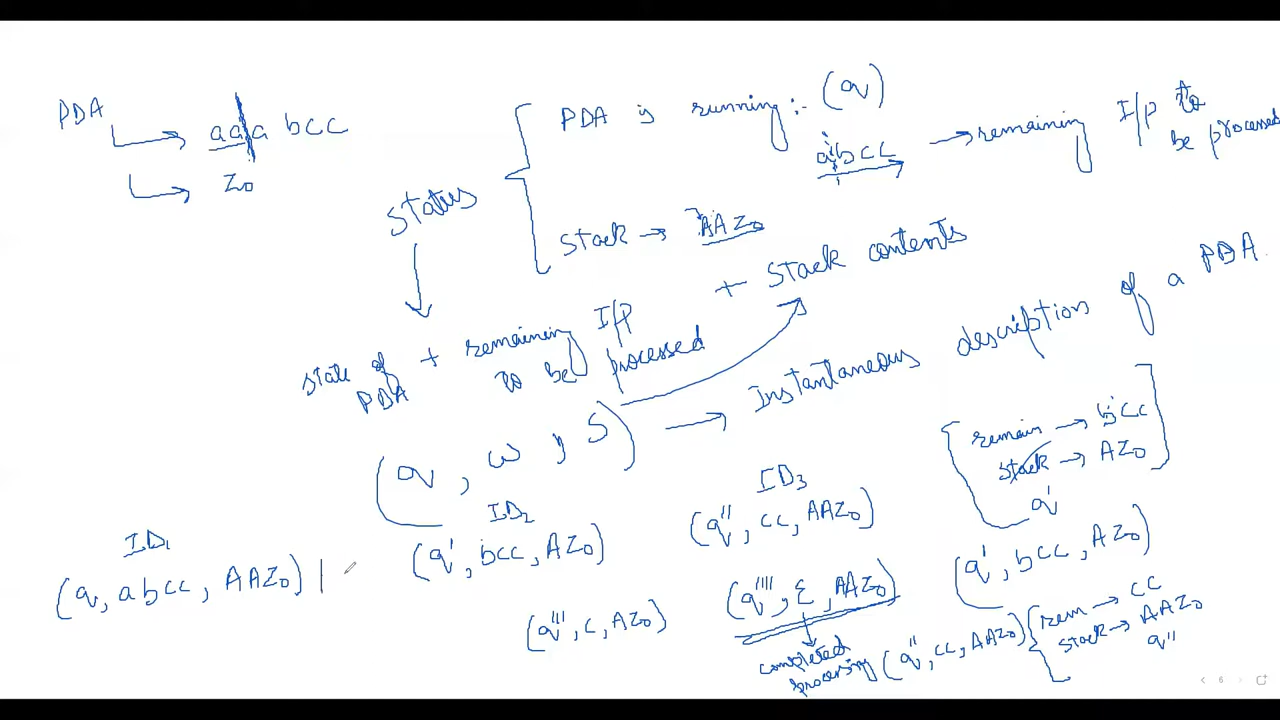 PDA
aaa bcc
Z₀
Status
PDA is running :- (q)
abcc → remaining I/p to
be processed
Stack → AAZ₀
state of PDA + remaining I/P to be processed + Stack contents
(q, ω, S) → Instantaneous description of a PDA.
remain → bcc
stack → AZ₀
q'
ID₁
(q, abcc, AAZ₀) |
ID₂
(q', bcc, AZ₀)
ID₃
(q'', cc, AAZ₀)
(q', bcc, AZ₀)
(q''', c, AZ₀)
(q'''', ε, AAZ₀)
completed
processing
(q'', cc, AAZ₀)
rem → cc
stack → AAZ₀
q''
6